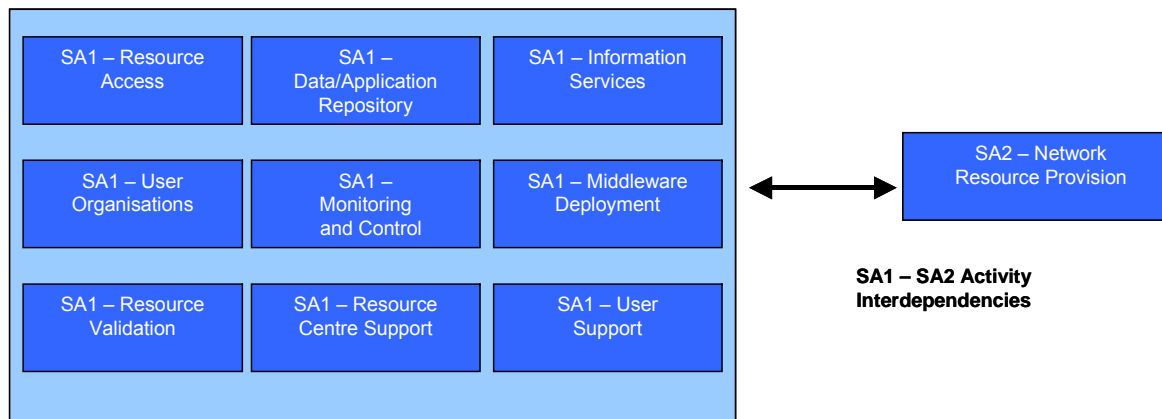 SA1 – Resource
Access
SA1 –
Data/Application
Repository
SA1 – Information
Services
SA1 – User
Organisations
SA1 –
Monitoring
and Control
SA1 – Middleware
Deployment
SA2 – Network
Resource Provision
SA1 – Resource
Validation
SA1 – Resource
Centre Support
SA1 – User
Support
SA1 – SA2 Activity
Interdependencies